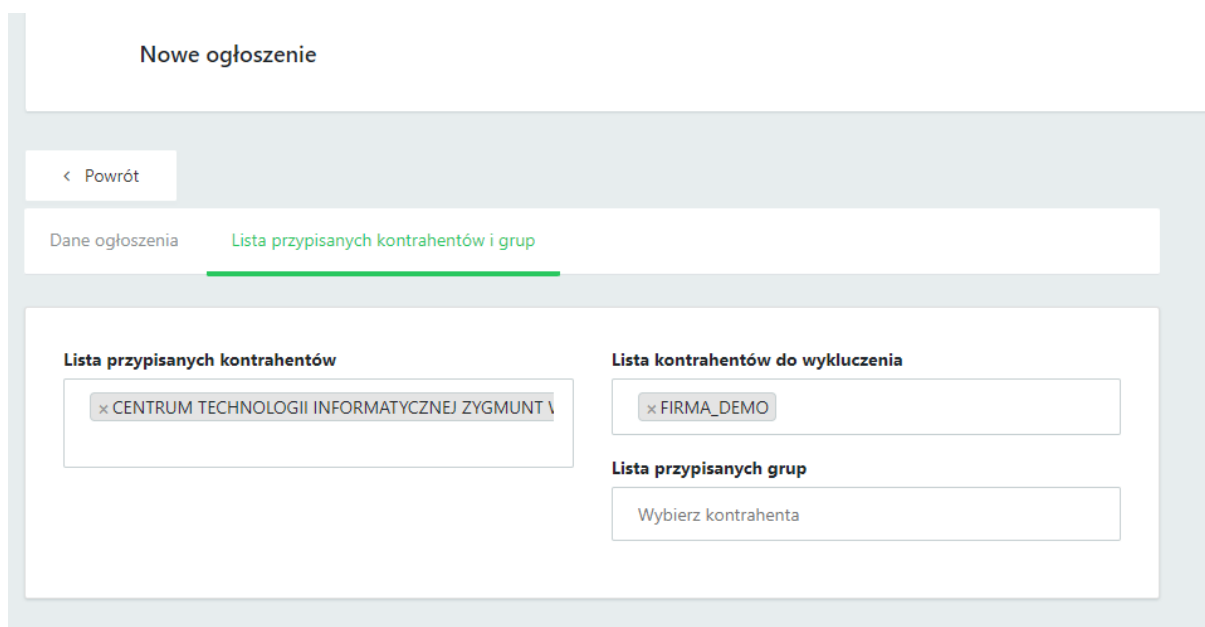 Nowe ogłoszenie
< Powrót
Dane ogłoszenia
Lista przypisanych kontrahentów i grup
Lista przypisanych kontrahentów
× CENTRUM TECHNOLOGII INFORMATYCZNEJ ZYGMUNT
Lista kontrahentów do wykluczenia
× FIRMA_DEMO
Lista przypisanych grup
Wybierz kontrahenta